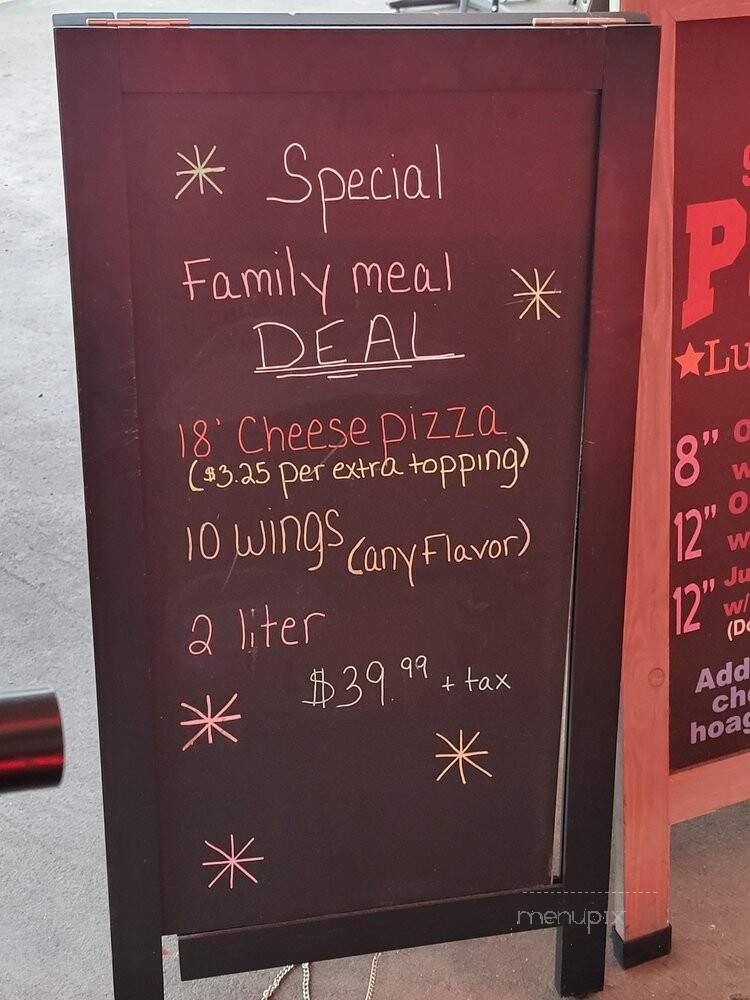 Special
Family meal
DEAL
18' Cheese pizza
($3.25 per extra topping)
10 wings (any Flavor)
2 liter
$39.99 + tax
8"
12"
12"
w/
Add
hoag
menupix